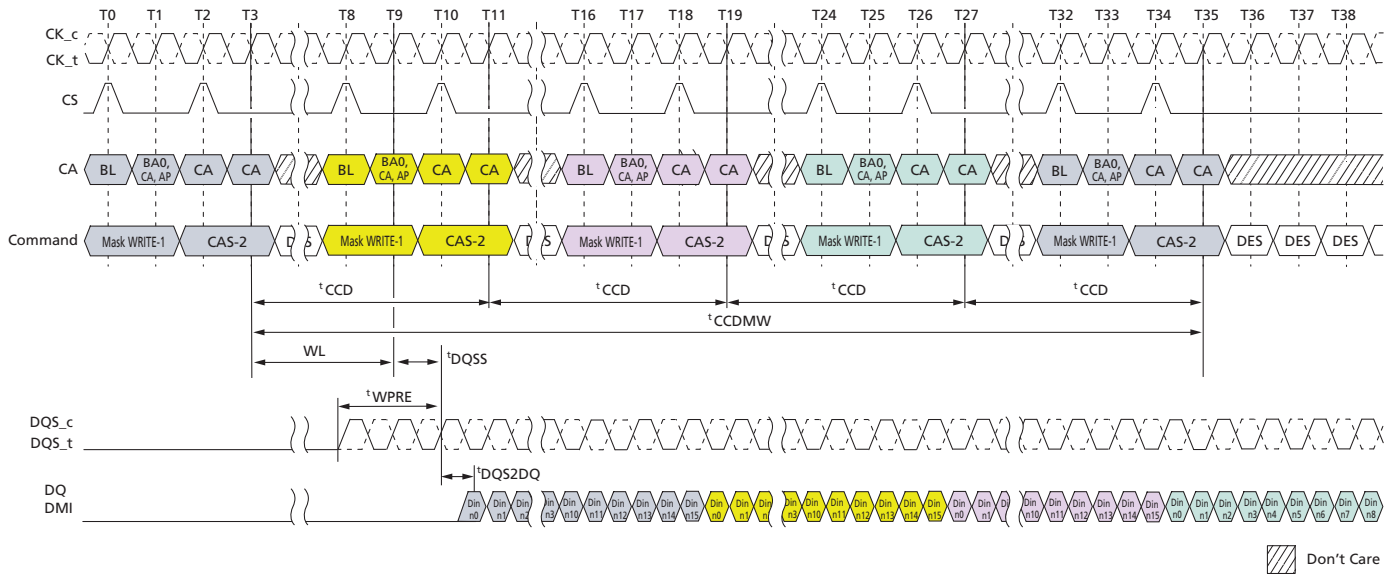 T0 T1 T2 T3 T8 T9 T10 T11 T16 T17 T18 T19 T24 T25 T26 T27 T32 T33 T34 T35 T36 T37 T38
CK_c
CK_t
CS
CA BL BA0, CA, AP CA CA BL BA0, CA, AP CA CA BL BA0, CA, AP CA CA BL BA0, CA, AP CA CA BL BA0, CA, AP CA CA
Command Mask WRITE-1 CAS-2 Mask WRITE-1 CAS-2 Mask WRITE-1 CAS-2 Mask WRITE-1 CAS-2 Mask WRITE-1 CAS-2 DES DES DES
tCCD tCCD tCCD tCCD
tCCDMW
WL tDQSS
tWPRE
DQS_c
DQS_t
tDQS2DQ
DQ
DMI
Din Din Din Din Din Din Din Din Din Din Din Din Din Din Din Din Din Din Din Din Din Din Din Din Din Din Din Din Din Din Din Din Din Din Din
n0 n1 n2 n3 n10 n11 n12 n13 n14 n15 n0 n1 n3 n10 n11 n12 n13 n14 n15 n0 n1 n10 n11 n12 n13 n14 n15 n0 n1 n2 n3 n4 n5 n6 n7 n8
Don't Care